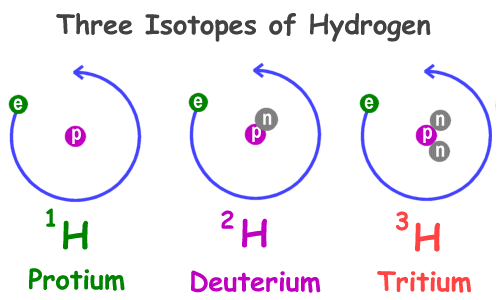 Three Isotopes of Hydrogen
e p
e p n
e p n n
1H
2H
3H
Protium
Deuterium
Tritium